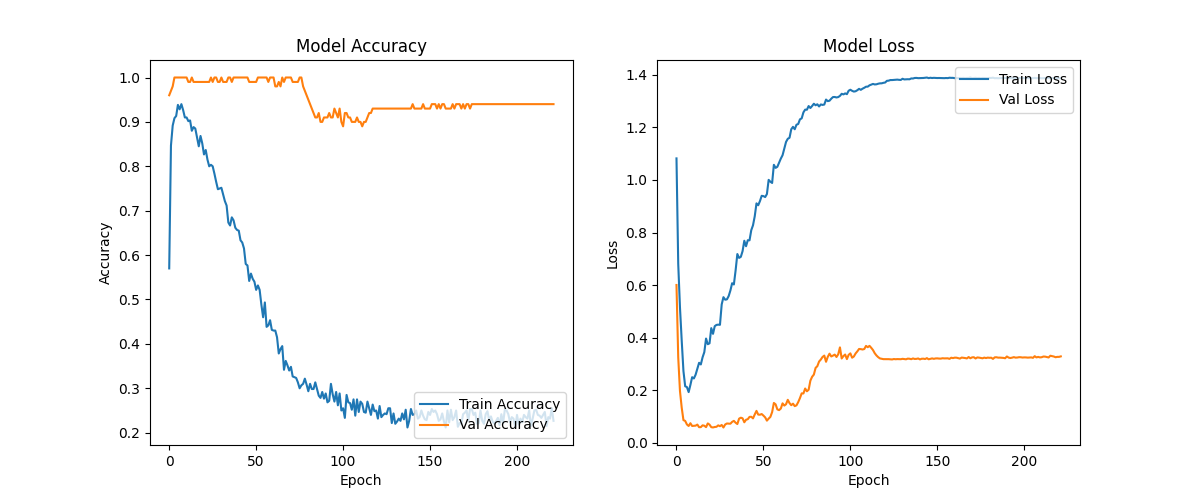 Model Accuracy
Accuracy
1.0
0.9
0.8
0.7
0.6
0.5
0.4
0.3
0.2
0 50 100 150 200
Epoch
Train Accuracy
Val Accuracy
Model Loss
Loss
1.4
1.2
1.0
0.8
0.6
0.4
0.2
0.0
0 50 100 150 200
Epoch
Train Loss
Val Loss